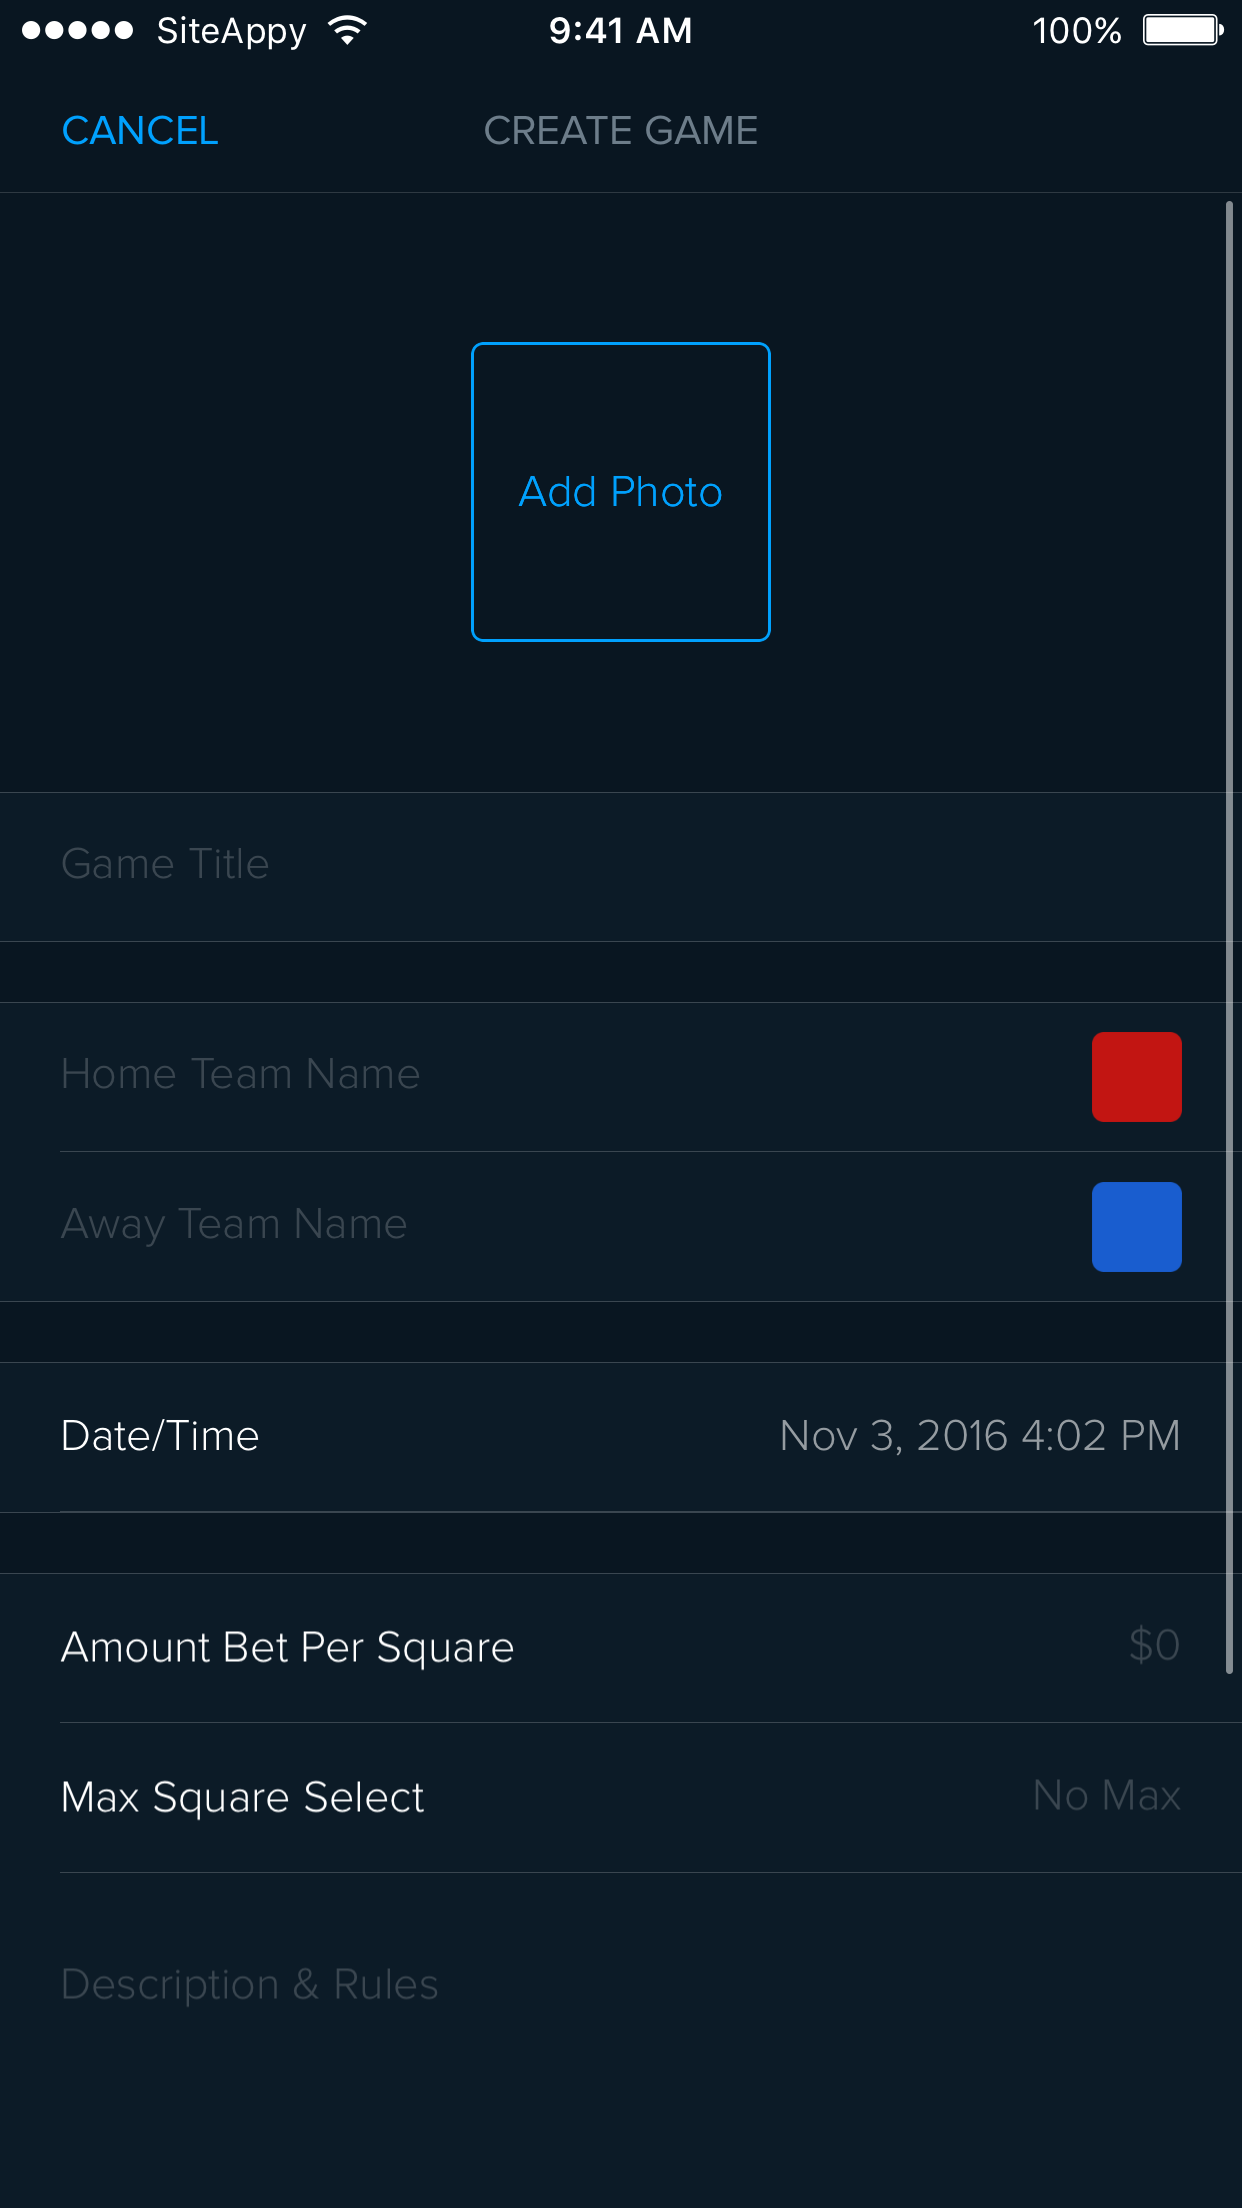 SiteAppy 9:41 AM 100%
CANCEL CREATE GAME
Add Photo
Game Title
Home Team Name
Away Team Name
Date/Time Nov 3, 2016 4:02 PM
Amount Bet Per Square $0
Max Square Select No Max
Description & Rules